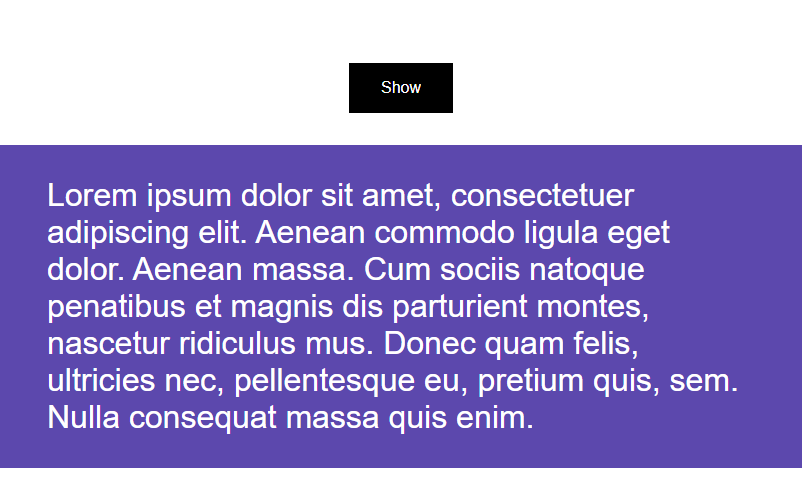 Show
Lorem ipsum dolor sit amet, consectetuer
adipiscing elit. Aenean commodo ligula eget
dolor. Aenean massa. Cum sociis natoque
penatibus et magnis dis parturient montes,
nascetur ridiculus mus. Donec quam felis,
ultricies nec, pellentesque eu, pretium quis, sem.
Nulla consequat massa quis enim.